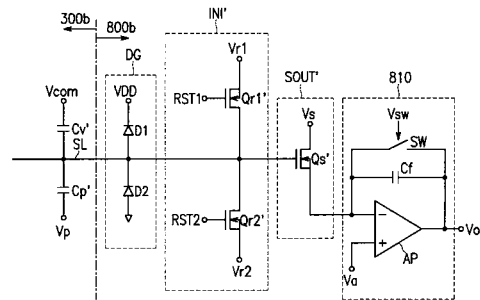 300b 800b
DG
INI'
SOUT'
810
Vcom
VDD
Vr1
RST1
Qr1'
Vs
Vsw
SW
Cv'
SL
D1
Qs'
Cf
Cp'
D2
RST2
Qr2'
Vp
Vr2
Va
AP
Vo
−
+